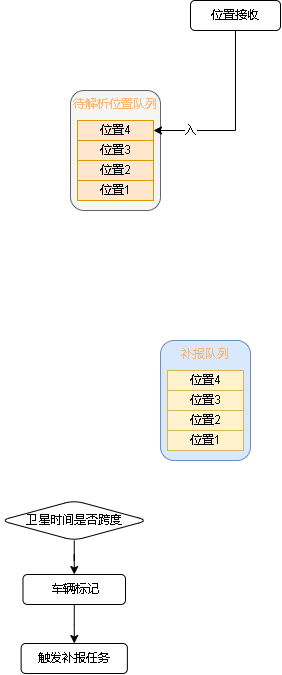 位置接收
待解析位置队列
位置4
入
位置3
位置2
位置1
补报队列
位置4
位置3
位置2
位置1
卫星时间是否跨度
车辆标记
触发补报任务